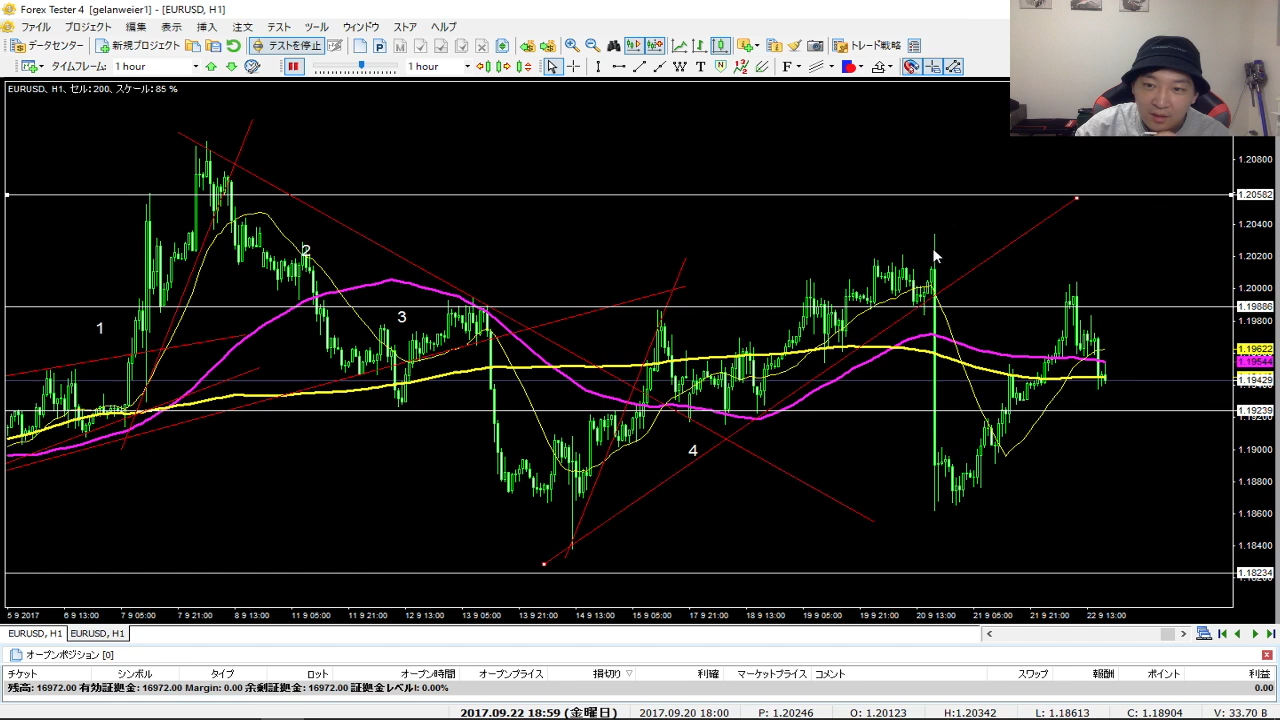 Forex Tester 4 [gelanweier1] - [EURUSD, H1]
ファイル プロジェクト 編集 表示 挿入 注文 テスト ツール ウィンドウ ストア ヘルプ
データセンター 新規プロジェクト テストを停止 トレード戦略
タイムフレーム: 1 hour 1 hour
EURUSD, H1、セル: 200、スケール: 85 %
1.20800
1.20582
1.20400
1.20200
1.20000
1.19886
1.19800
1.19622
1.19544
1.19429
1.19239
1.19000
1.18800
1.18600
1.18400
1.18234
1
2
3
4
5 9 2017 6 9 13:00 7 9 05:00 7 9 21:00 8 9 13:00 11 9 05:00 11 9 21:00 12 9 13:00 13 9 05:00 13 9 21:00 14 9 13:00 15 9 05:00 17 9 21:00 18 9 13:00 19 9 05:00 19 9 21:00 20 9 13:00 21 9 05:00 21 9 21:00 22 9 13:00
EURUSD, H1 EURUSD, H1
オープンポジション [0]
チケット シンボル タイプ ロット オープン時間 オープンプライス 損切り 利確 マーケットプライス コメント スワップ 報酬 ポイント 利益
残高: 16972.00 有効証拠金: 16972.00 Margin: 0.00 余剰証拠金: 16972.00 証拠金レベル: 0.00% 0.00
2017.09.22 18:59 (金曜日) 2017.09.20 18:00 P: 1.20246 O: 1.20123 H: 1.20342 L: 1.18613 C: 1.18904 V: 33.70 B